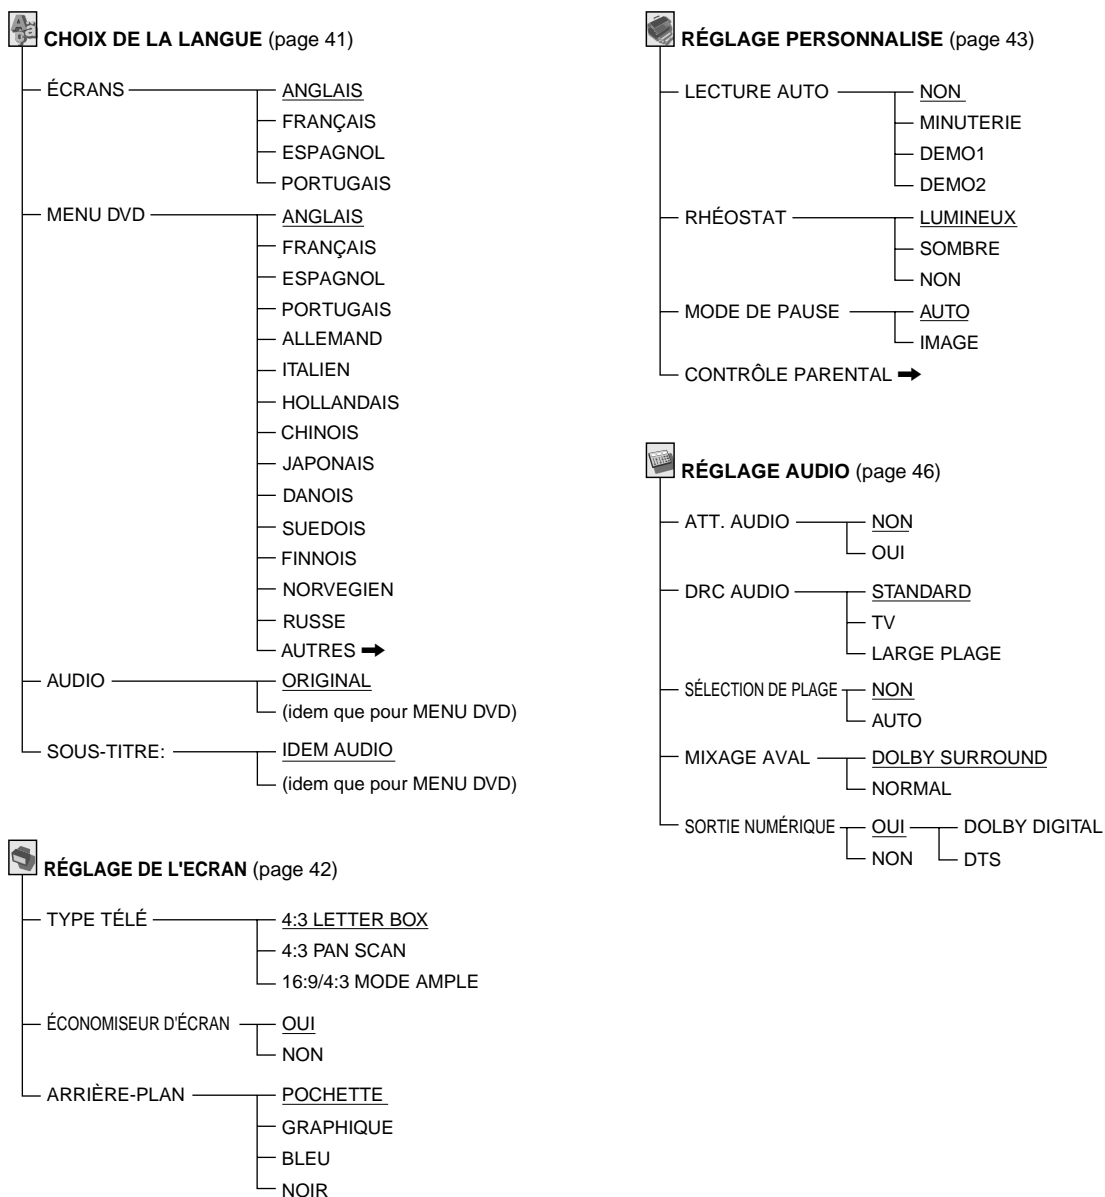 CHOIX DE LA LANGUE (page 41)
ÉCRANS
ANGLAIS
FRANÇAIS
ESPAGNOL
PORTUGAIS
MENU DVD
ANGLAIS
FRANÇAIS
ESPAGNOL
PORTUGAIS
ALLEMAND
ITALIEN
HOLLANDAIS
CHINOIS
JAPONAIS
DANOIS
SUEDOIS
FINNOIS
NORVEGIEN
RUSSE
AUTRES ➡
AUDIO
ORIGINAL
(idem que pour MENU DVD)
SOUS-TITRE:
IDEM AUDIO
(idem que pour MENU DVD)
RÉGLAGE DE L'ECRAN (page 42)
TYPE TÉLÉ
4:3 LETTER BOX
4:3 PAN SCAN
16:9/4:3 MODE AMPLE
ÉCONOMISEUR D'ÉCRAN
OUI
NON
ARRIÈRE-PLAN
POCHETTE
GRAPHIQUE
BLEU
NOIR
RÉGLAGE PERSONNALISE (page 43)
LECTURE AUTO
NON
MINUTERIE
DEMO1
DEMO2
RHÉOSTAT
LUMINEUX
SOMBRE
NON
MODE DE PAUSE
AUTO
IMAGE
CONTRÔLE PARENTAL ➡
RÉGLAGE AUDIO (page 46)
ATT. AUDIO
NON
OUI
DRC AUDIO
STANDARD
TV
LARGE PLAGE
SÉLECTION DE PLAGE
NON
AUTO
MIXAGE AVAL
DOLBY SURROUND
NORMAL
SORTIE NUMÉRIQUE
OUI
DOLBY DIGITAL
NON
DTS